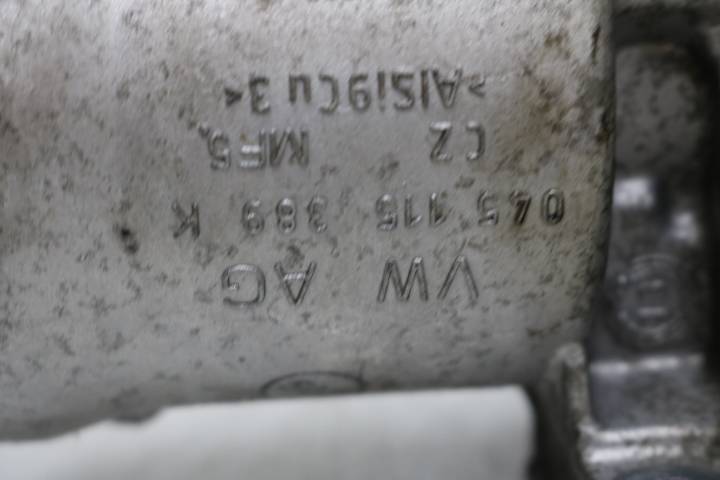 VW AG
045 115 389 K
CZ MF5,
>AlSi9Cu 3<